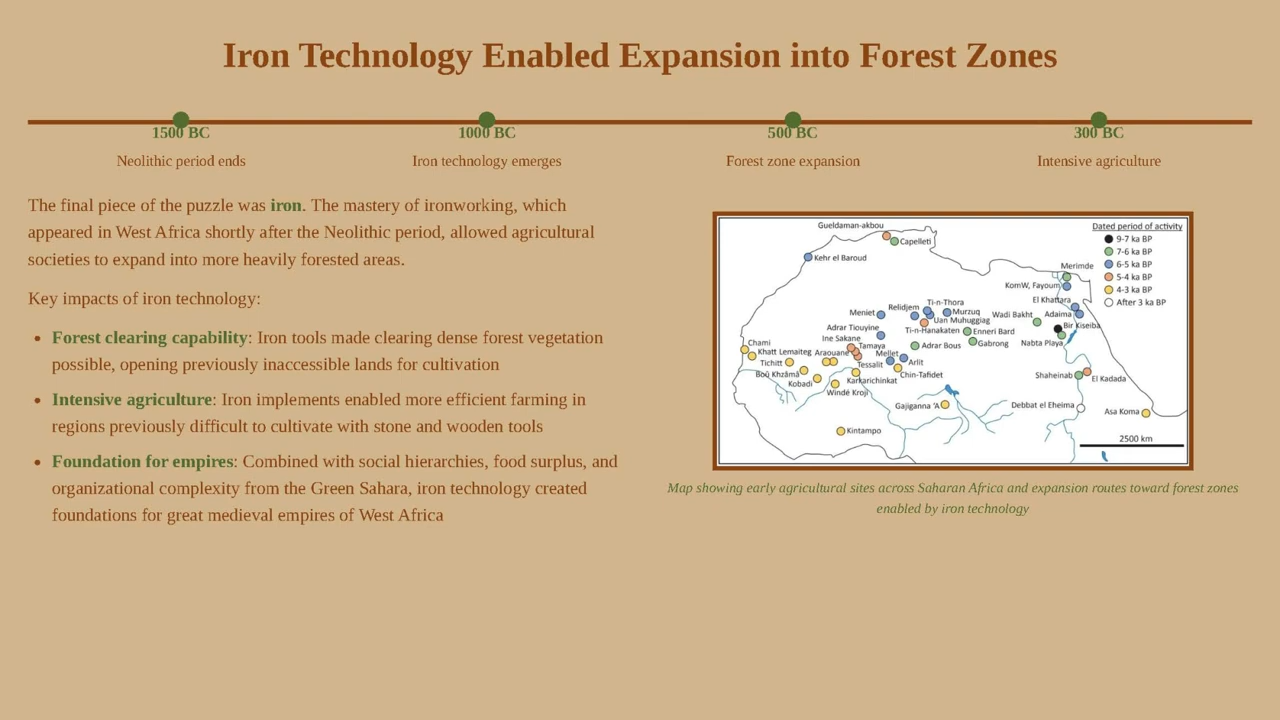 Iron Technology Enabled Expansion into Forest Zones
1500 BC
1000 BC
500 BC
300 BC
Neolithic period ends
Iron technology emerges
Forest zone expansion
Intensive agriculture
The final piece of the puzzle was iron. The mastery of ironworking, which
appeared in West Africa shortly after the Neolithic period, allowed agricultural
societies to expand into more heavily forested areas.
Key impacts of iron technology:
• Forest clearing capability: Iron tools made clearing dense forest vegetation
possible, opening previously inaccessible lands for cultivation
• Intensive agriculture: Iron implements enabled more efficient farming in
regions previously difficult to cultivate with stone and wooden tools
• Foundation for empires: Combined with social hierarchies, food surplus, and
organizational complexity from the Green Sahara, iron technology created
foundations for great medieval empires of West Africa
Gueldaman-akbou
Capelleti
Kehr el Baroud
Dated period of activity
9-7 ka BP
7-6 ka BP
6-5 ka BP
5-4 ka BP
4-3 ka BP
After 3 ka BP
Merimde
KomW, Fayoum
El Khattara
Adaima
Wadi Bakht
Bir Kiseiba
Nabta Playa
Ti-n-Thora
Relidjem
Murzuq
Meniet
Uan Muhuggiag
Ti-n-Hanakaten
Enneri Bard
Adrar Tiouyine
Gabrong
Adrar Bous
Ine Sakane
Tamaya
Chami
Khatt Lemaiteg
Araouane
Mellet
Arlit
Tichitt
Tessalit
Chin-Tafidet
Boû Khzâmâ
Kobadi
Karkarichinkat
Windé Kroji
Shaheinab
El Kadada
Gajiganna 'A
Debbat el Eheima
Asa Koma
Kintampo
2500 km
Map showing early agricultural sites across Saharan Africa and expansion routes toward forest zones
enabled by iron technology